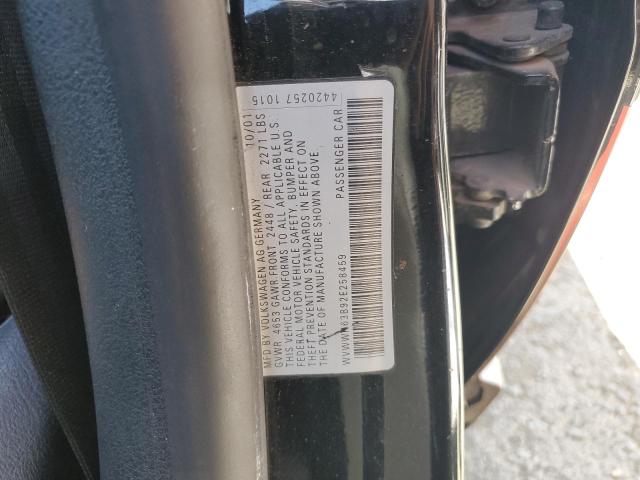 MFD BY VOLKSWAGEN AG GERMANY 10/01
GVWR 4653 GAWR FRONT 2448 / REAR 2271 LBS
THIS VEHICLE CONFORMS TO ALL APPLICABLE U.S.
FEDERAL MOTOR VEHICLE SAFETY, BUMPER AND
THEFT PREVENTION STANDARDS IN EFFECT ON
THE DATE OF MANUFACTURE SHOWN ABOVE.
WVWVH63B92E258459 PASSENGER CAR
4420257 1015